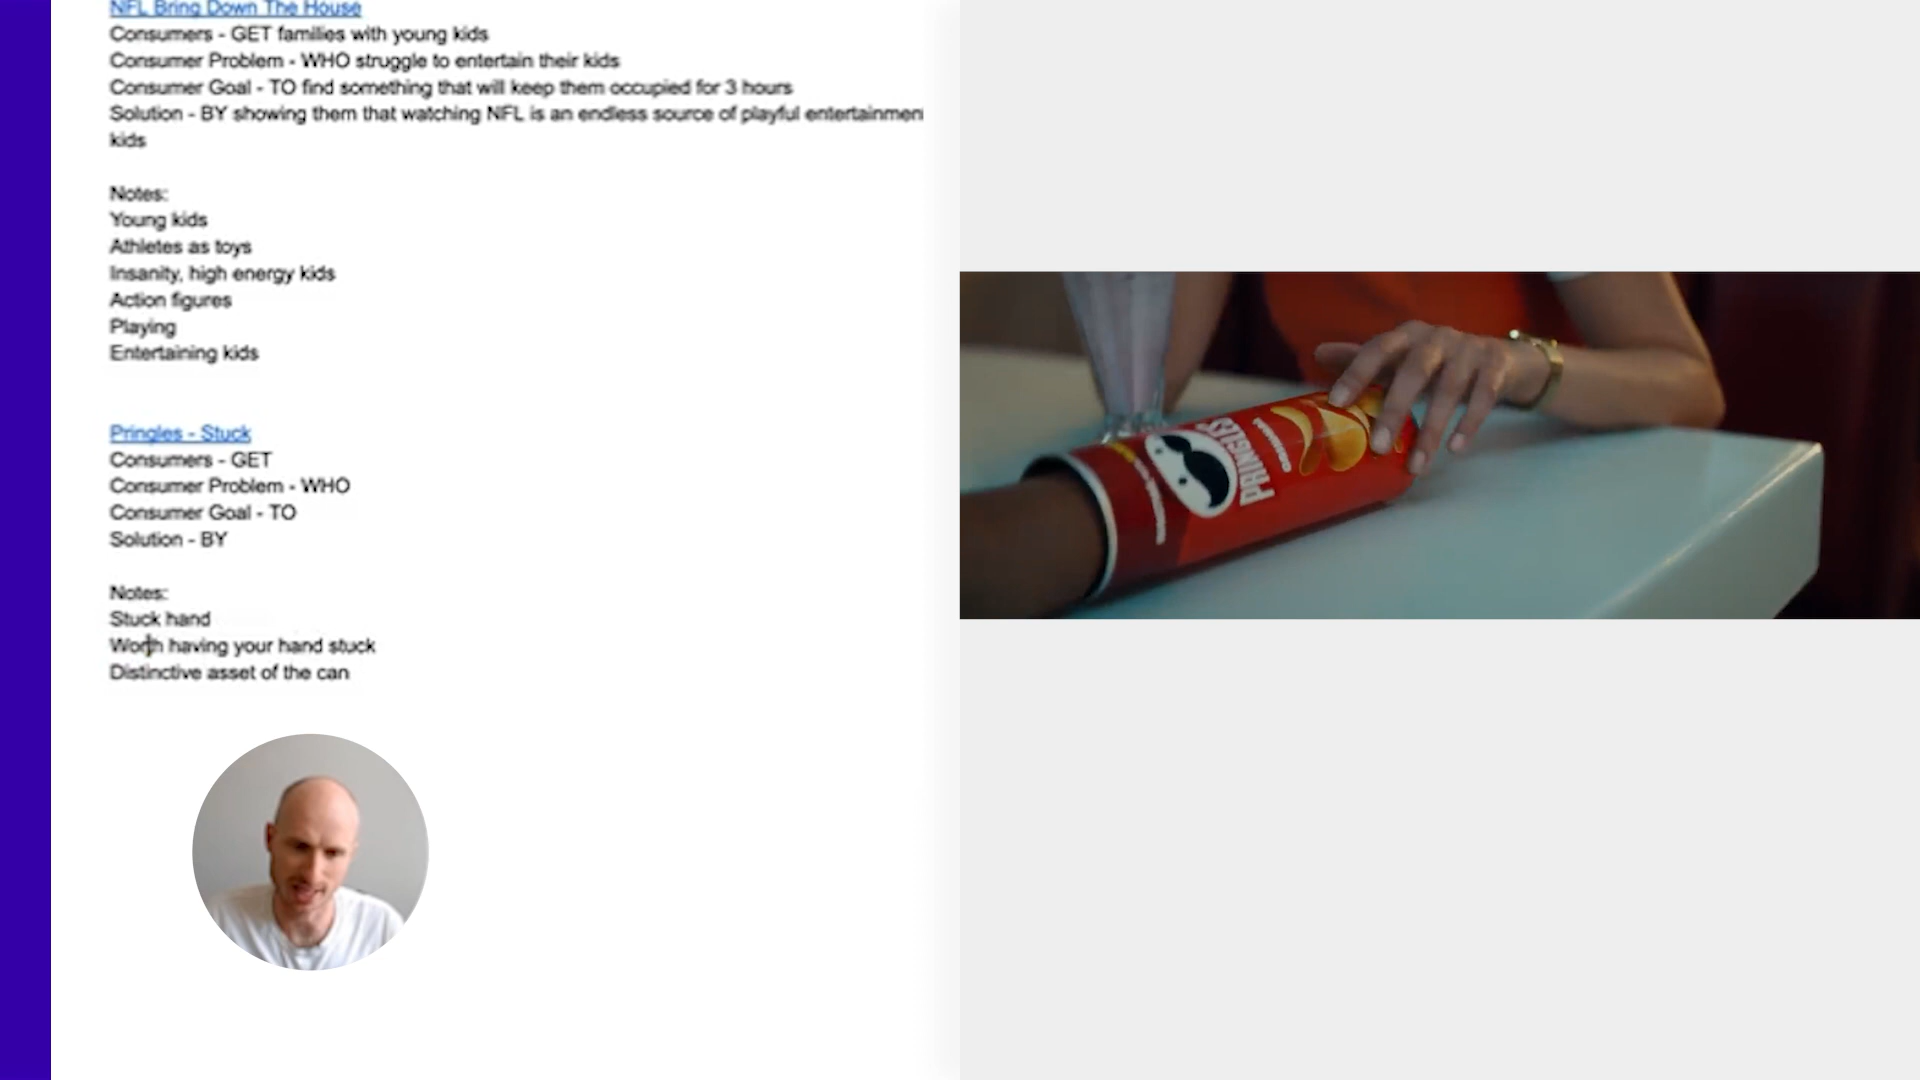 NFL Bring Down The House
Consumers - GET families with young kids
Consumer Problem - WHO struggle to entertain their kids
Consumer Goal - TO find something that will keep them occupied for 3 hours
Solution - BY showing them that watching NFL is an endless source of playful entertainmen
kids
Notes:
Young kids
Athletes as toys
Insanity, high energy kids
Action figures
Playing
Entertaining kids
Pringles - Stuck
Consumers - GET
Consumer Problem - WHO
Consumer Goal - TO
Solution - BY
Notes:
Stuck hand
Worth having your hand stuck
Distinctive asset of the can
PRINGLES